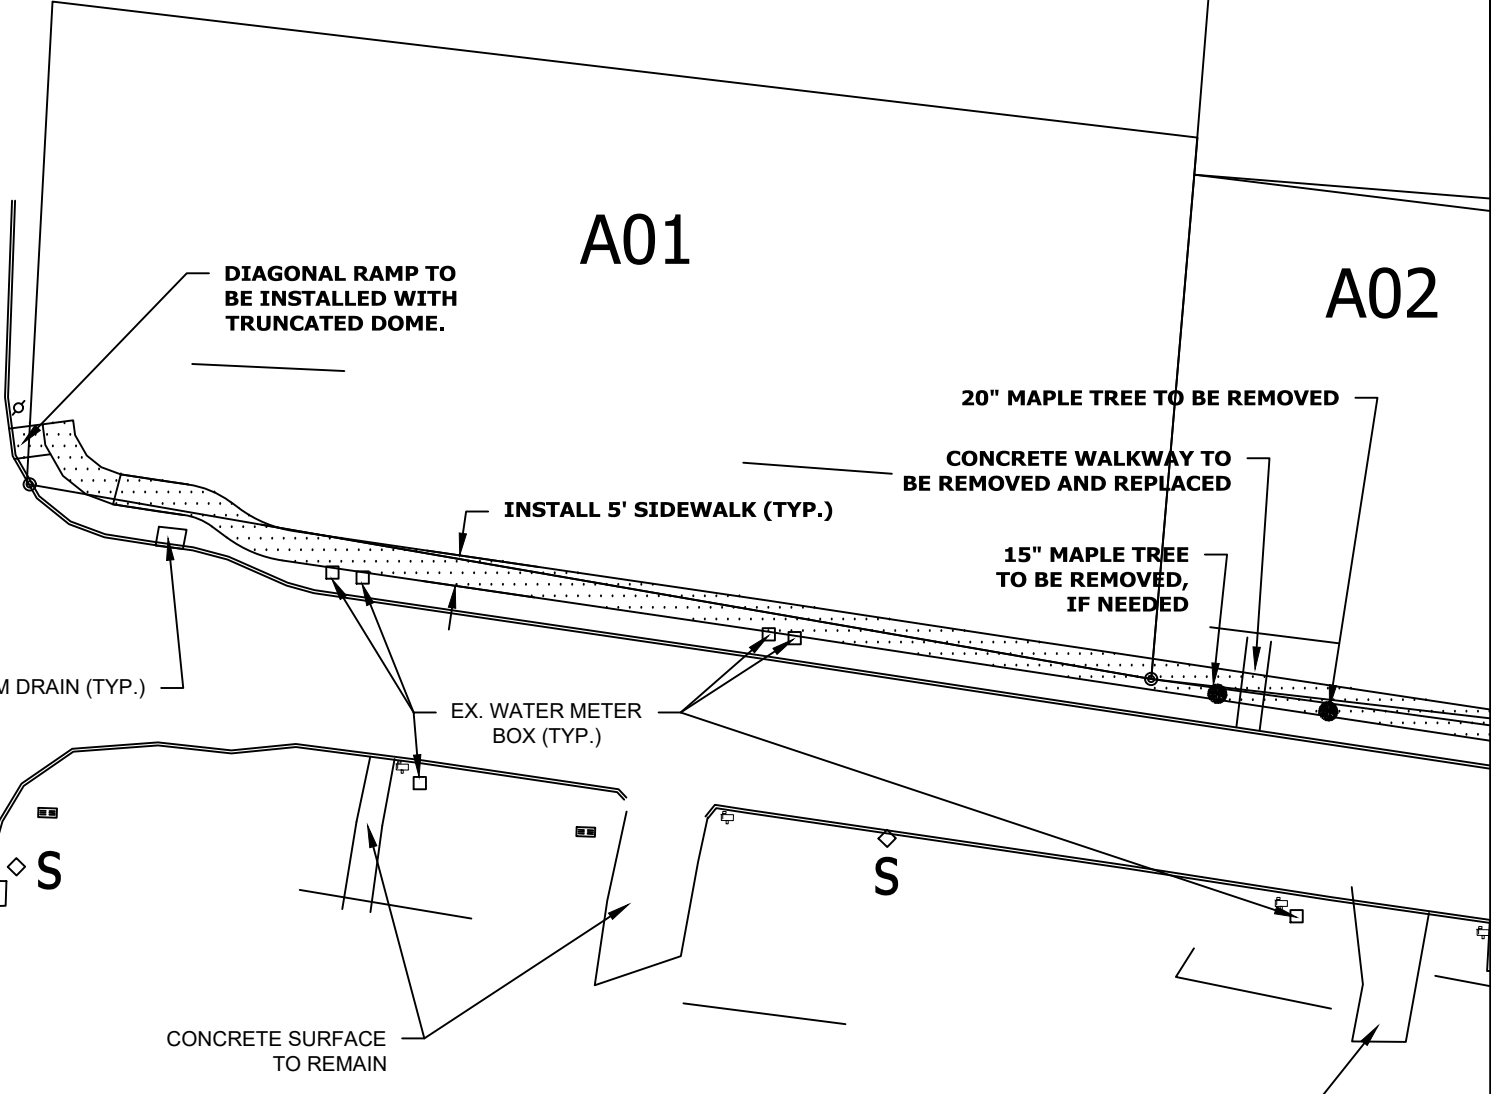 A01
A02
DIAGONAL RAMP TO
BE INSTALLED WITH
TRUNCATED DOME.
20" MAPLE TREE TO BE REMOVED
CONCRETE WALKWAY TO
BE REMOVED AND REPLACED
INSTALL 5' SIDEWALK (TYP.)
15" MAPLE TREE
TO BE REMOVED,
IF NEEDED
DRAIN (TYP.)
EX. WATER METER
BOX (TYP.)
S
S
CONCRETE SURFACE
TO REMAIN